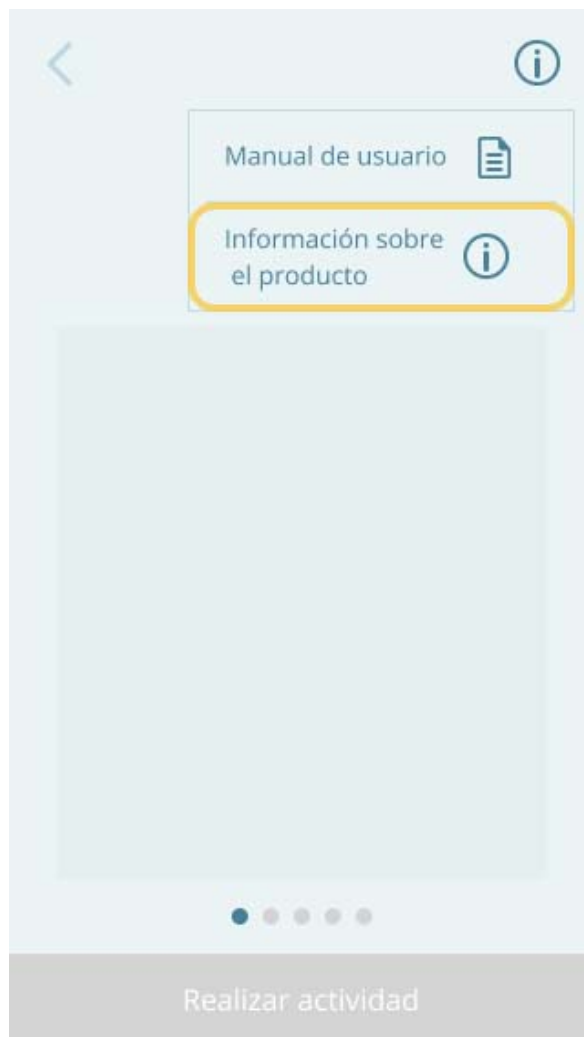 Manual de usuario
Información sobre
el producto
Realizar actividad